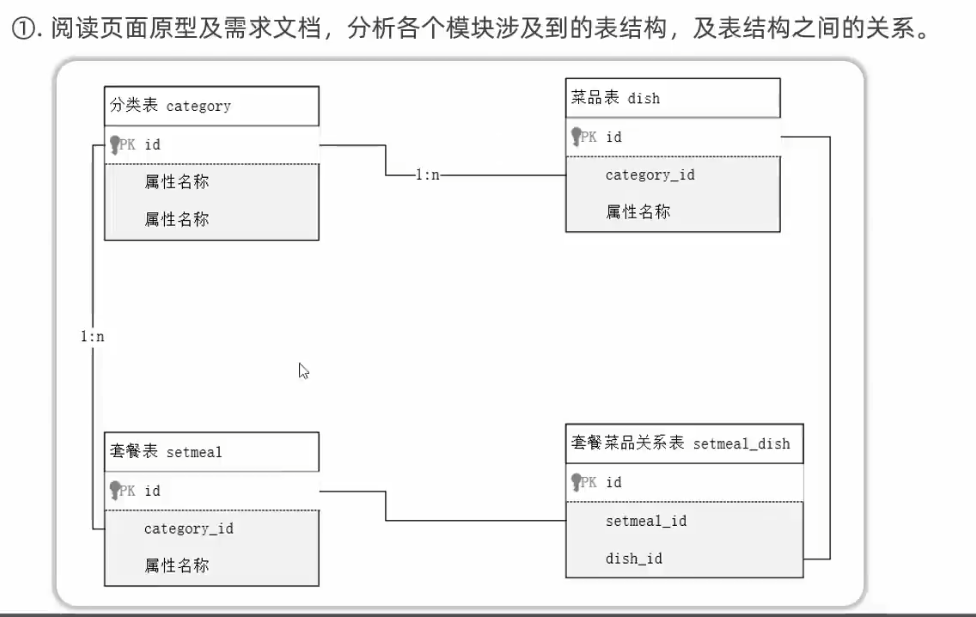 ①. 阅读页面原型及需求文档，分析各个模块涉及到的表结构，及表结构之间的关系。
分类表 category
PK id
属性名称
属性名称
菜品表 dish
PK id
category_id
属性名称
1:n
1:n
套餐表 setmeal
PK id
category_id
属性名称
套餐菜品关系表 setmeal_dish
PK id
setmeal_id
dish_id